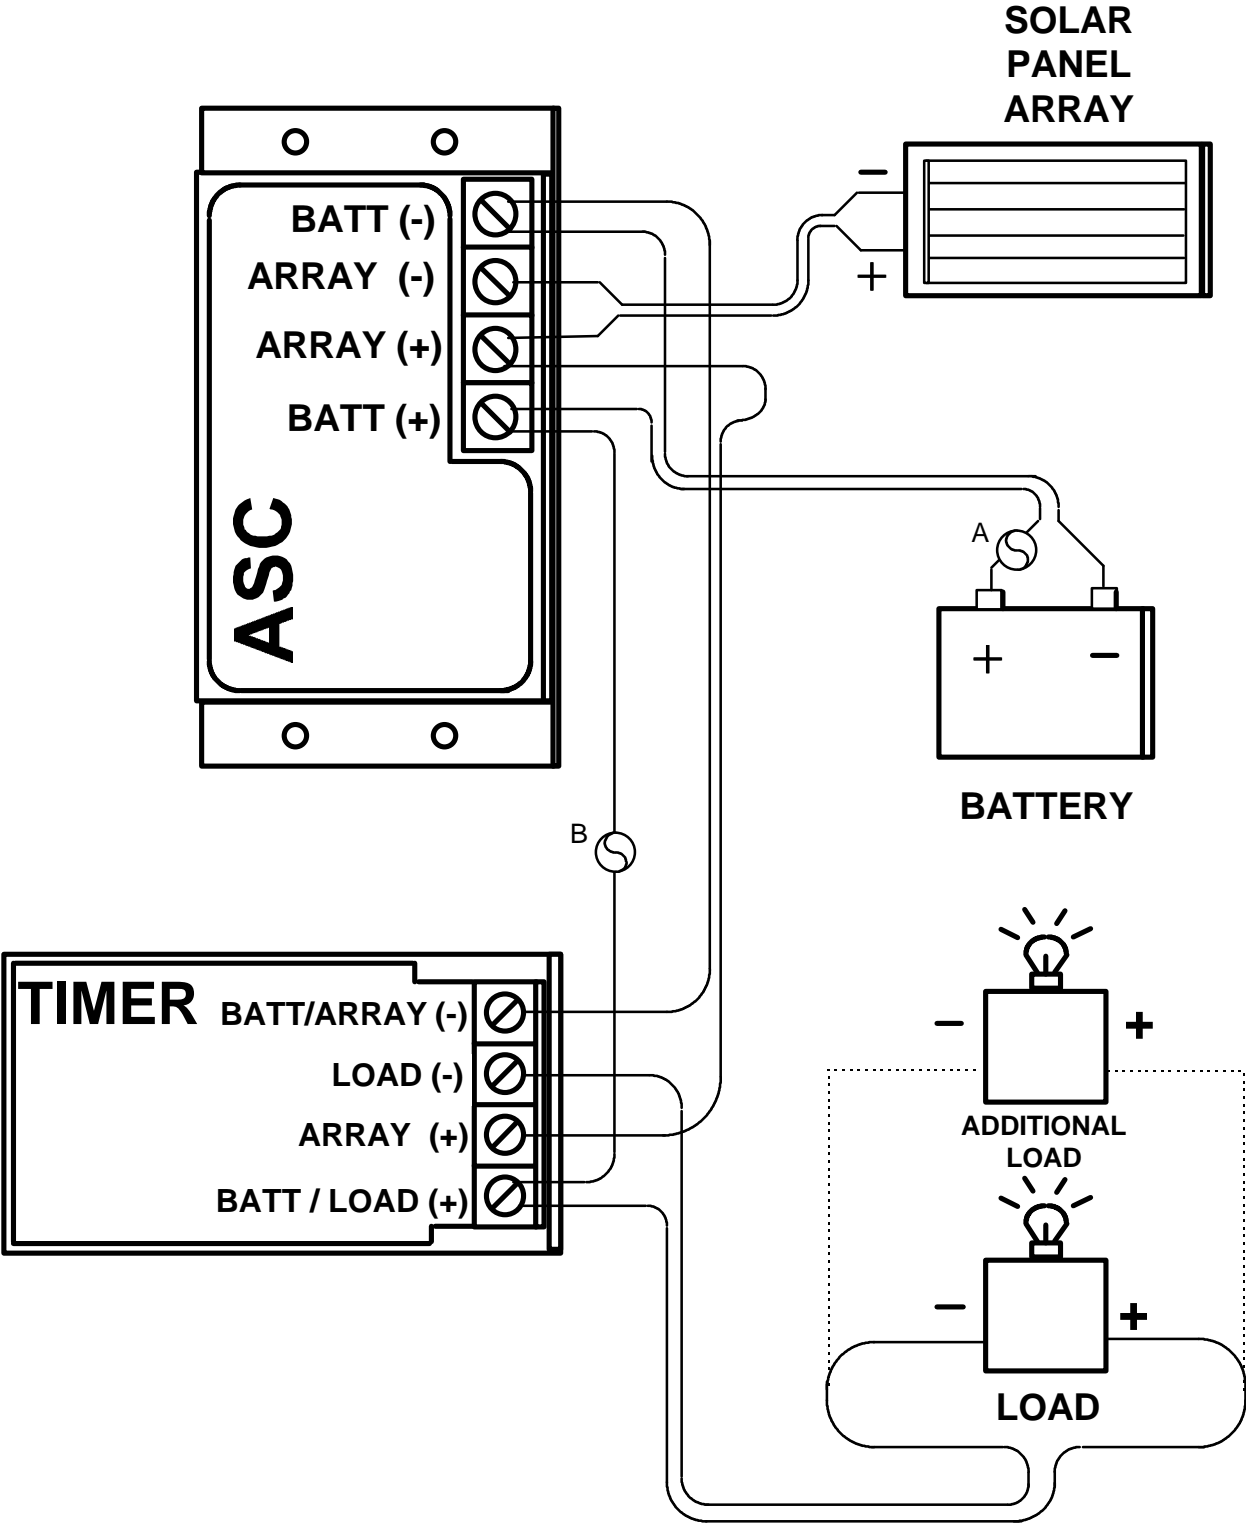 SOLAR
PANEL
ARRAY
−
+
BATT (-)
ARRAY (-)
ARRAY (+)
BATT (+)
ASC
A
+ −
BATTERY
B
TIMER
BATT/ARRAY (-)
LOAD (-)
ARRAY (+)
BATT / LOAD (+)
− +
ADDITIONAL
LOAD
− +
LOAD